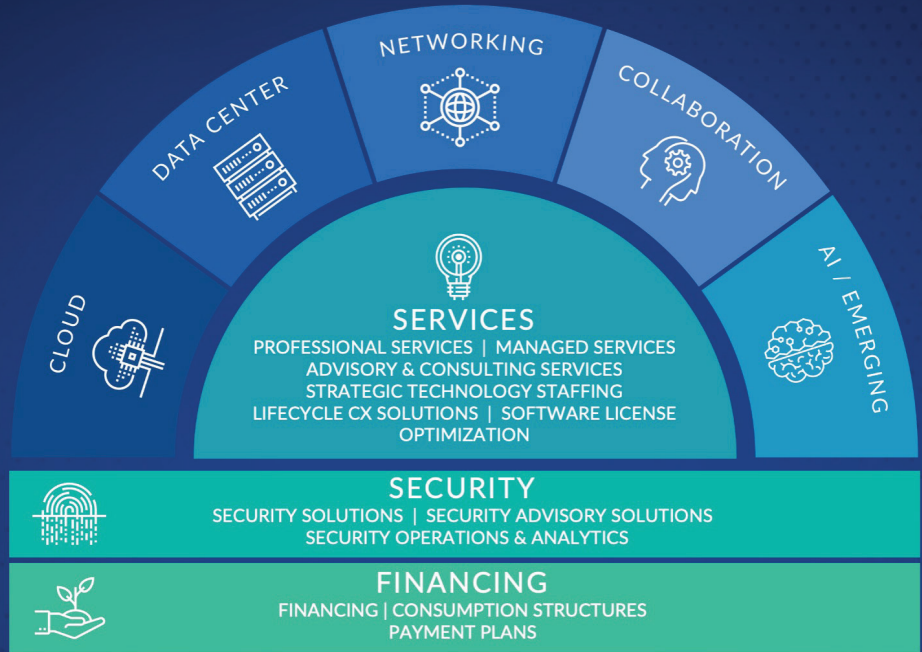 CLOUD
DATA CENTER
NETWORKING
COLLABORATION
AI / EMERGING
SERVICES
PROFESSIONAL SERVICES | MANAGED SERVICES
ADVISORY & CONSULTING SERVICES
STRATEGIC TECHNOLOGY STAFFING
LIFECYCLE CX SOLUTIONS | SOFTWARE LICENSE
OPTIMIZATION
SECURITY
SECURITY SOLUTIONS | SECURITY ADVISORY SOLUTIONS
SECURITY OPERATIONS & ANALYTICS
FINANCING
FINANCING | CONSUMPTION STRUCTURES
PAYMENT PLANS